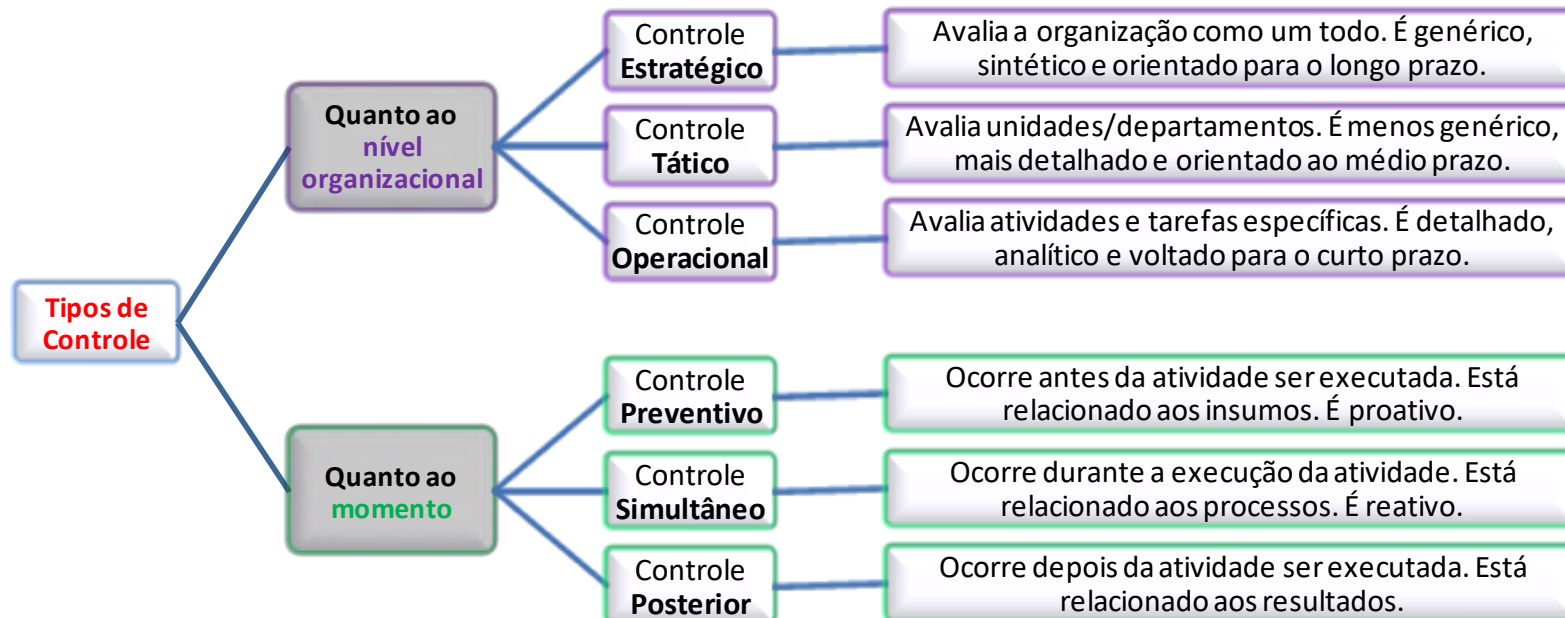 Tipos de
Controle
Quanto ao
nível
organizacional
Controle
Estratégico
Avalia a organização como um todo. É genérico,
sintético e orientado para o longo prazo.
Controle
Tático
Avalia unidades/departamentos. É menos genérico,
mais detalhado e orientado ao médio prazo.
Controle
Operacional
Avalia atividades e tarefas específicas. É detalhado,
analítico e voltado para o curto prazo.
Quanto ao
momento
Controle
Preventivo
Ocorre antes da atividade ser executada. Está
relacionado aos insumos. É proativo.
Controle
Simultâneo
Ocorre durante a execução da atividade. Está
relacionado aos processos. É reativo.
Controle
Posterior
Ocorre depois da atividade ser executada. Está
relacionado aos resultados.